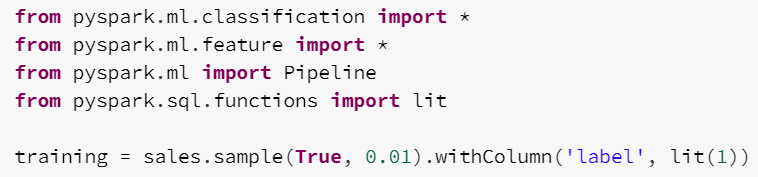 from pyspark.ml.classification import *
from pyspark.ml.feature import *
from pyspark.ml import Pipeline
from pyspark.sql.functions import lit
training = sales.sample(True, 0.01).withColumn('label', lit(1))